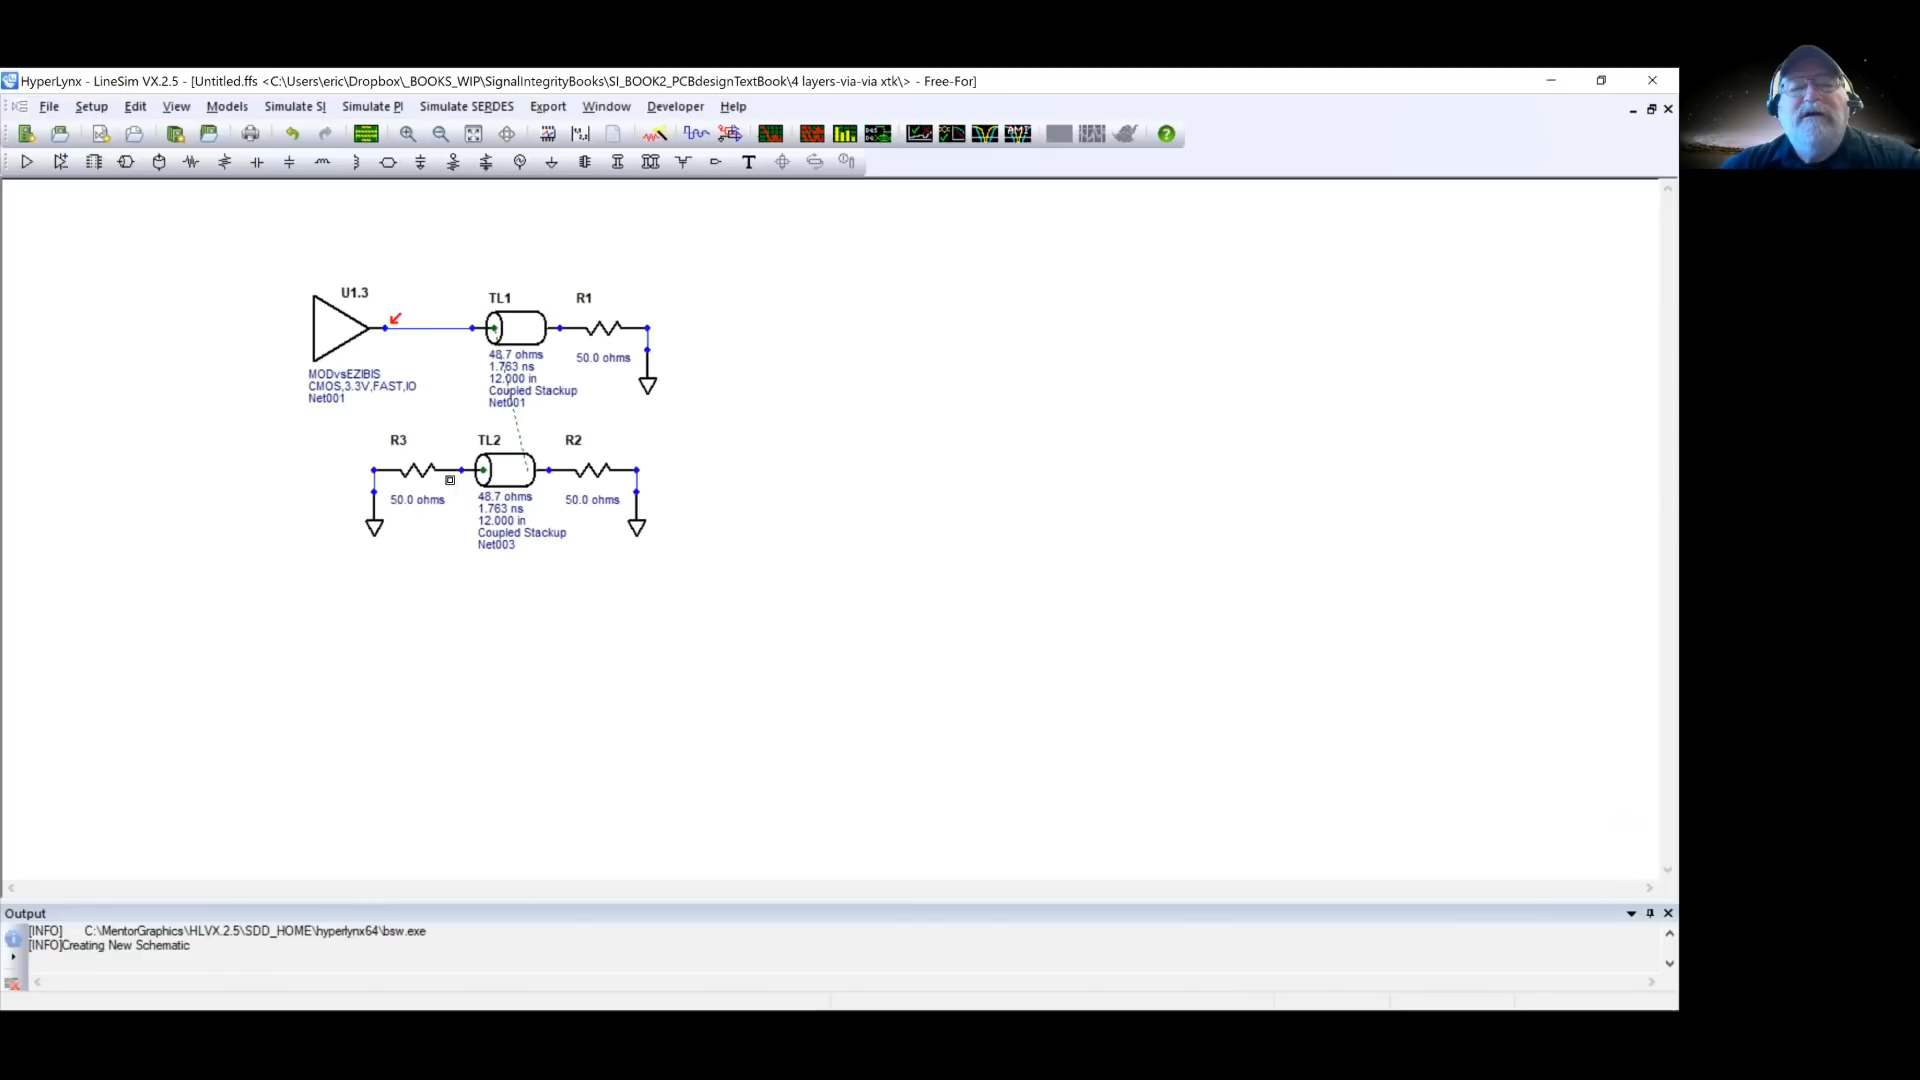 HyperLynx - LineSim VX.2.5 - [Untitled.ffs <C:\Users\eric\Dropbox\_BOOKS_WIP\SignalIntegrityBooks\SI_BOOK2_PCBdesignTextBook\4 layers-via-via xtk\> - Free-For]
File Setup Edit View Models Simulate SI Simulate PI Simulate SERDES Export Window Developer Help
T
U1.3
MODvsEZIBIS
CMOS,3.3V,FAST,IO
Net001
TL1
48.7 ohms
1.763 ns
12.000 in
Coupled Stackup
Net001
R1
50.0 ohms
R3
50.0 ohms
TL2
48.7 ohms
1.763 ns
12.000 in
Coupled Stackup
Net003
R2
50.0 ohms
Output
[INFO] C:\MentorGraphics\HLVX.2.5\SDD_HOME\hyperlynx64\bsw.exe
[INFO]Creating New Schematic